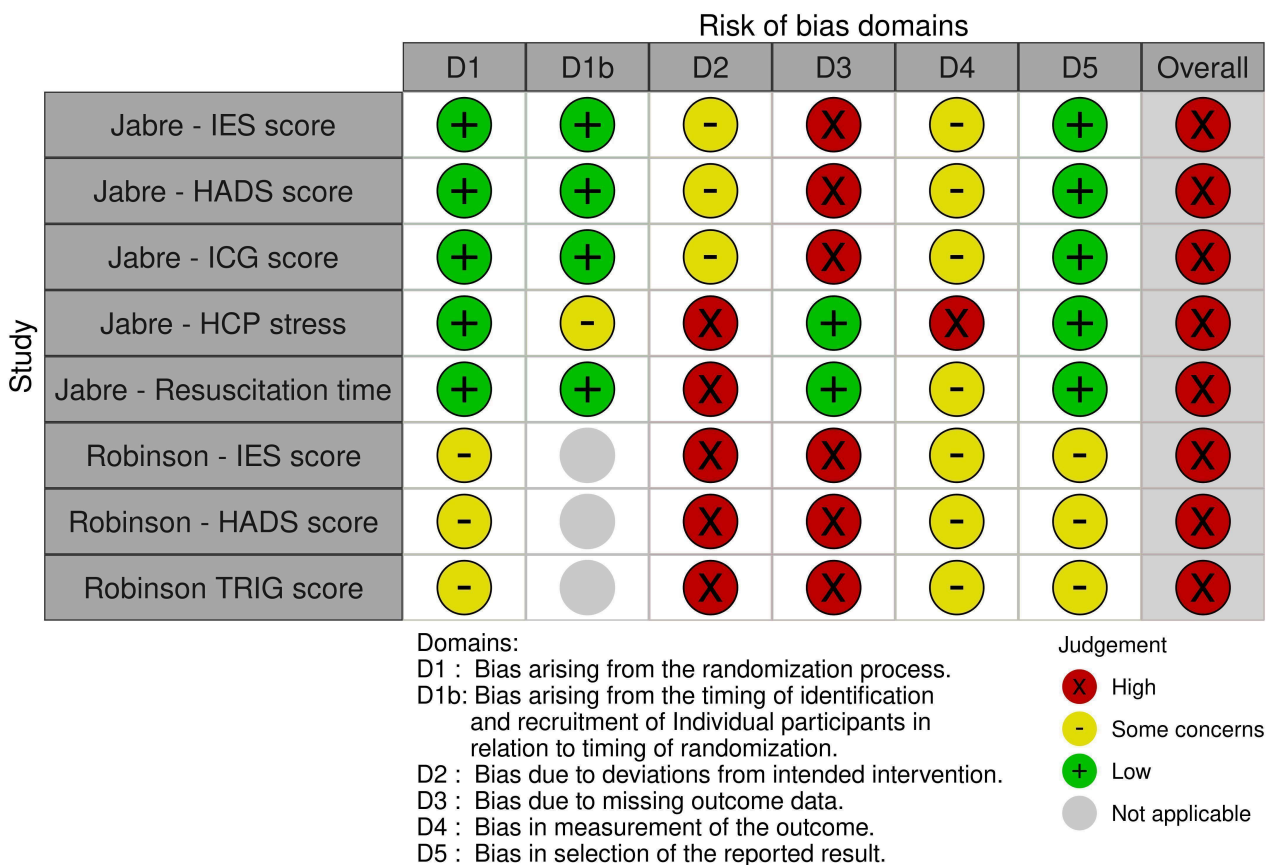 Risk of bias domains
D1 D1b D2 D3 D4 D5 Overall
Study
Jabre - IES score + + - X - + X
Jabre - HADS score + + - X - + X
Jabre - ICG score + + - X - + X
Jabre - HCP stress + - X + X + X
Jabre - Resuscitation time + + X + - + X
Robinson - IES score - X X - - X
Robinson - HADS score - X X - - X
Robinson TRIG score - X X - - X
Domains:
D1 : Bias arising from the randomization process.
D1b: Bias arising from the timing of identification
and recruitment of Individual participants in
relation to timing of randomization.
D2 : Bias due to deviations from intended intervention.
D3 : Bias due to missing outcome data.
D4 : Bias in measurement of the outcome.
D5 : Bias in selection of the reported result.
Judgement
X High
- Some concerns
+ Low
Not applicable